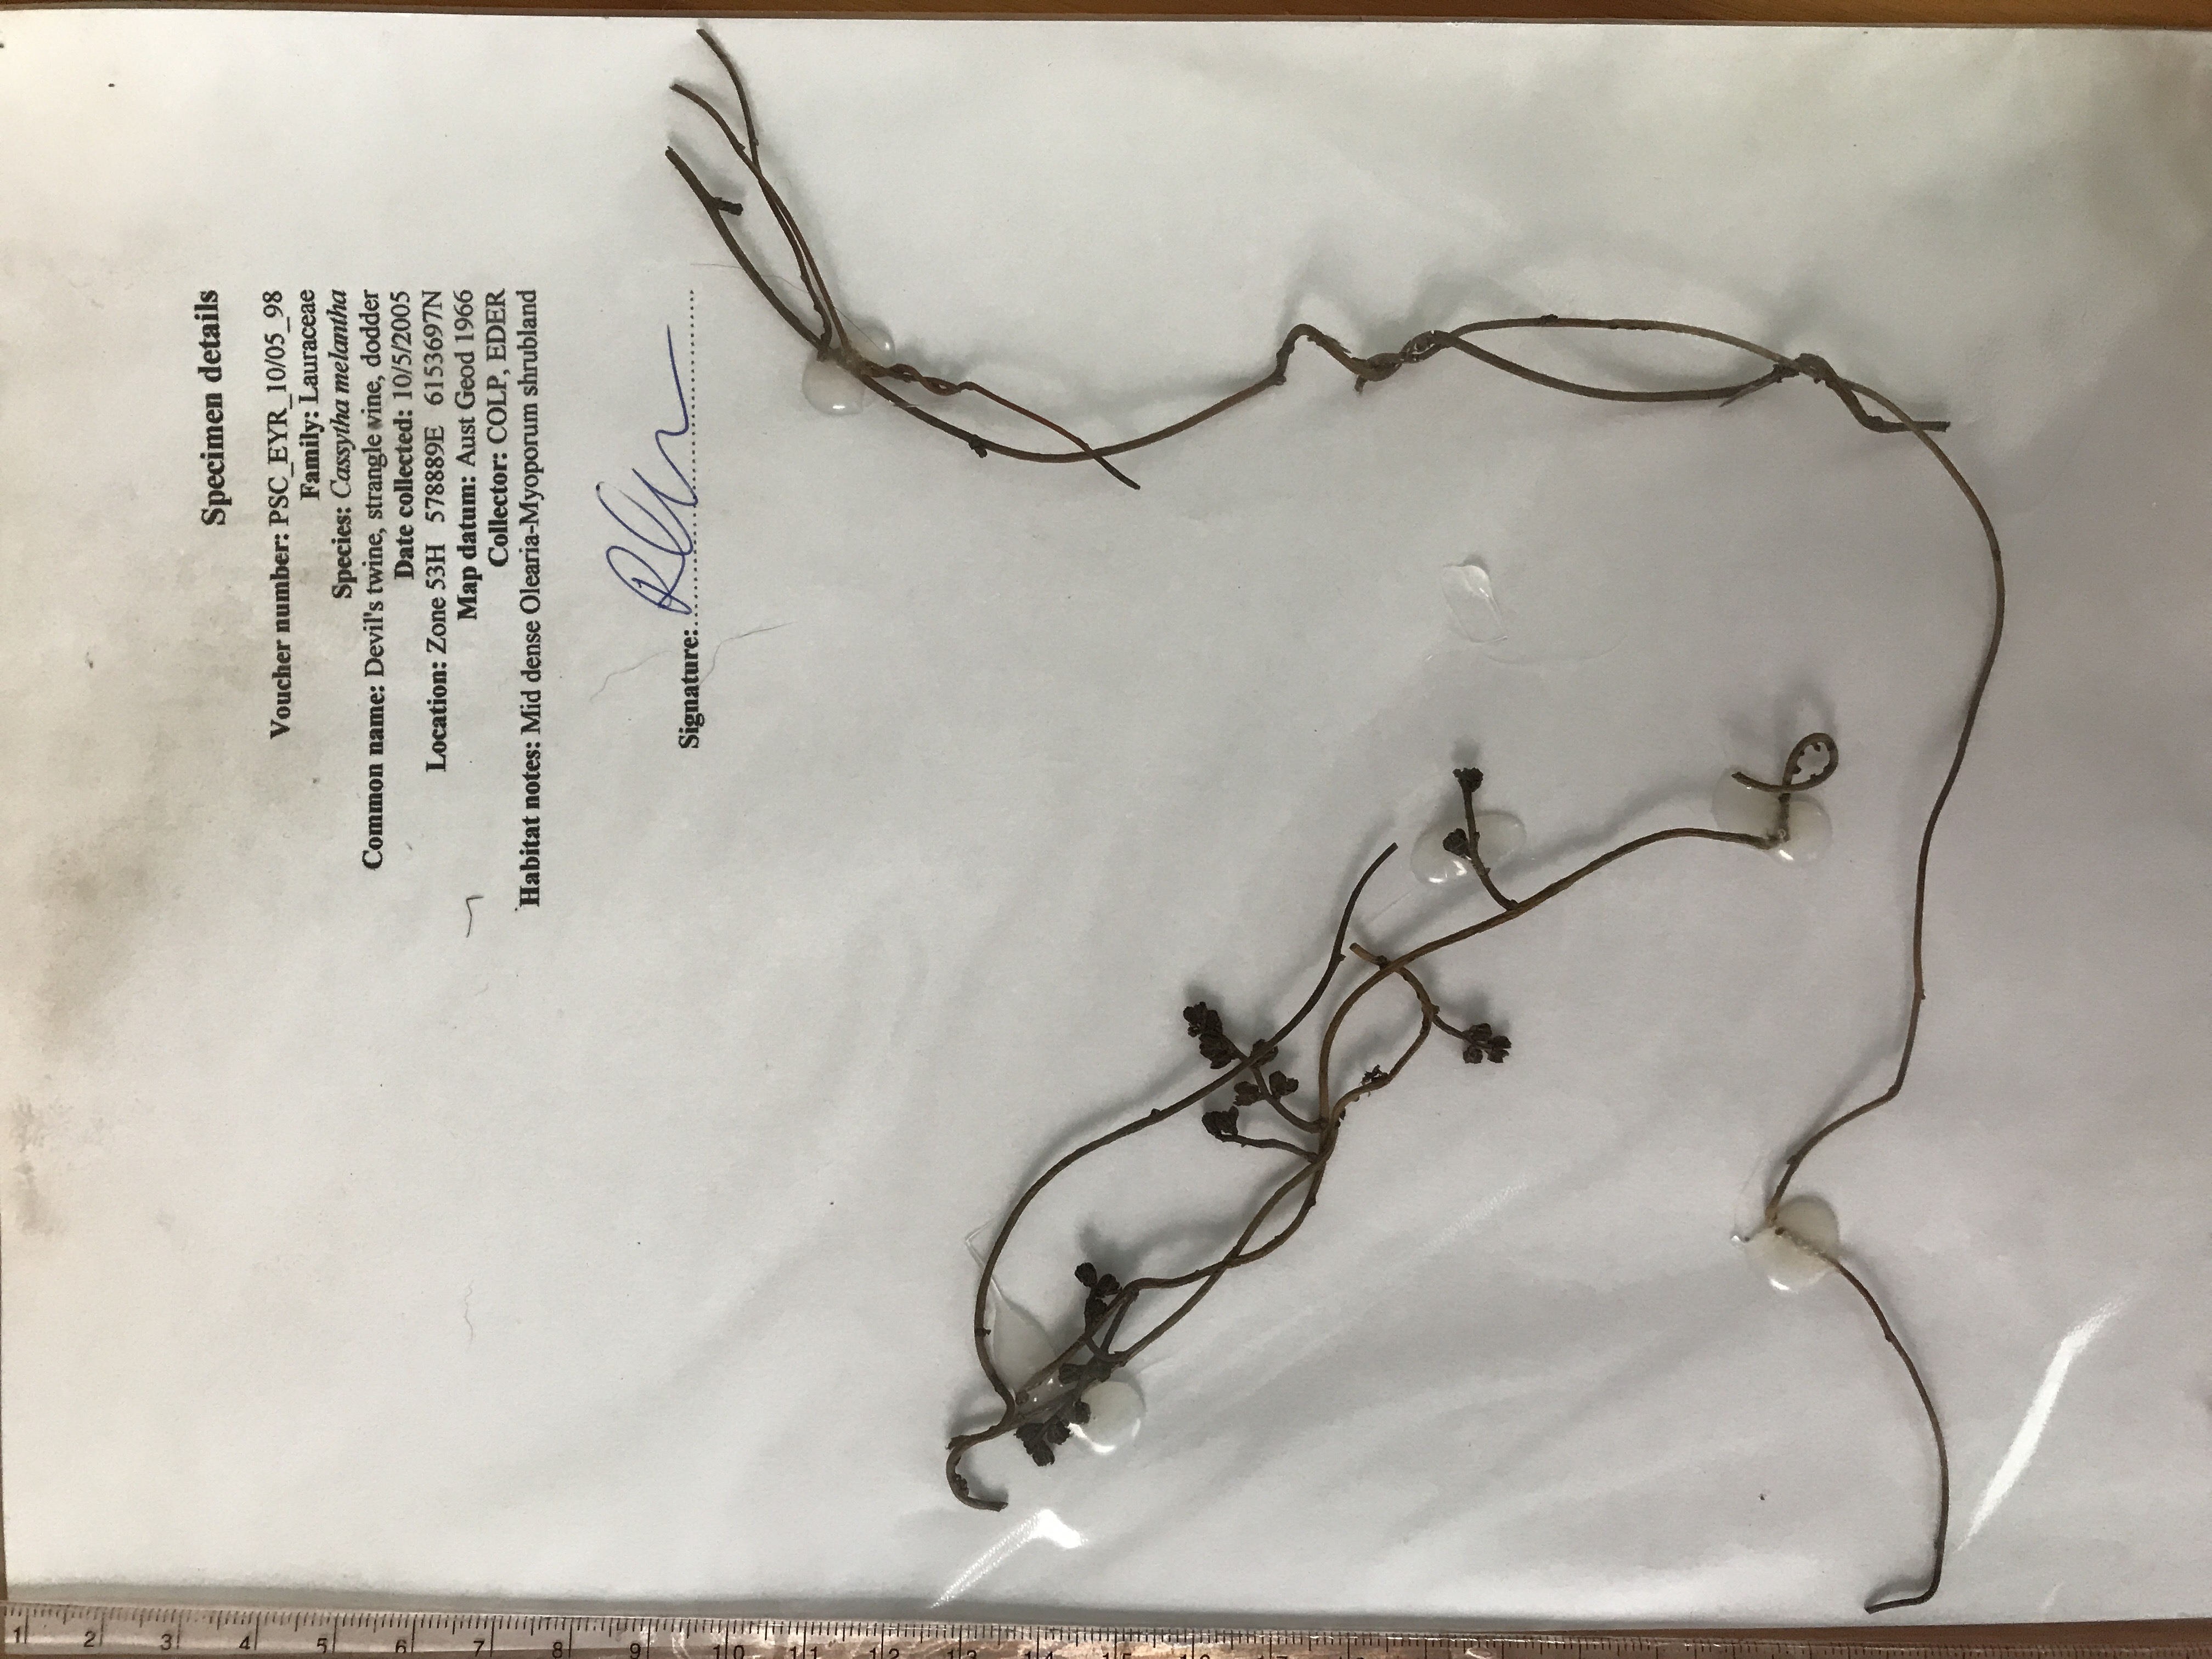 Specimen details
Voucher number: PSC_EYR_10/05_98
Family: Lauraceae
Species: Cassytha melantha
Common name: Devil's twine, strangle vine, dodder
Date collected: 10/5/2005
Location: Zone 53H 578889E 6153697N
Map datum: Aust Geod 1966
Collector: COLP, EDER
Habitat notes: Mid dense Olearia-Myoporum shrubland
Signature:
1
2
3
4
5
6
7
8
9
10
11
12
13